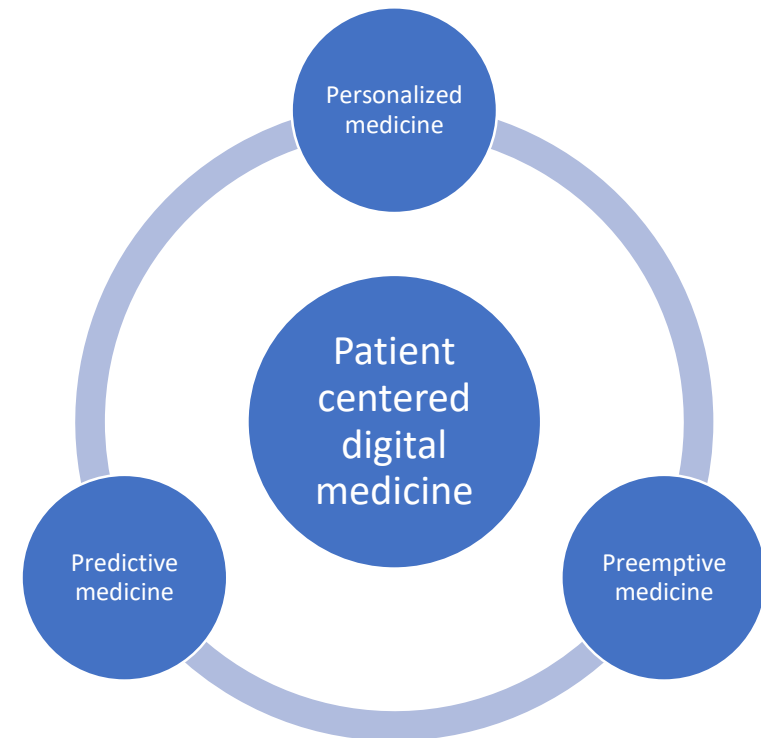 Personalized
medicine
Patient
centered
digital
medicine
Predictive
medicine
Preemptive
medicine